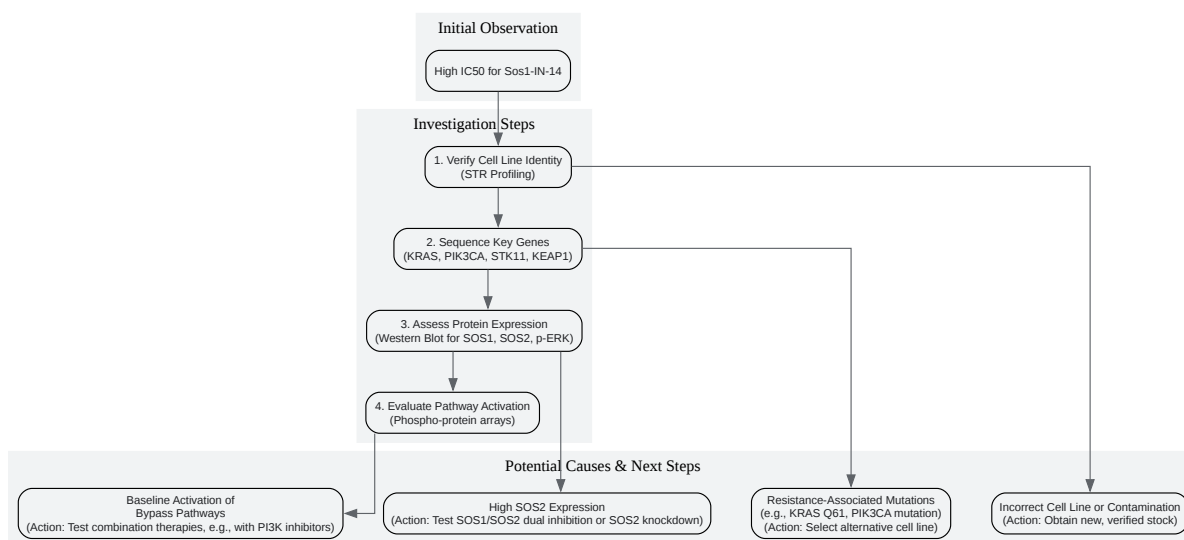 Initial Observation
High IC50 for Sos1-IN-14
Investigation Steps
1. Verify Cell Line Identity
(STR Profiling)
2. Sequence Key Genes
(KRAS, PIK3CA, STK11, KEAP1)
3. Assess Protein Expression
(Western Blot for SOS1, SOS2, p-ERK)
4. Evaluate Pathway Activation
(Phospho-protein arrays)
Potential Causes & Next Steps
Baseline Activation of
Bypass Pathways
(Action: Test combination therapies, e.g., with PI3K inhibitors)
High SOS2 Expression
(Action: Test SOS1/SOS2 dual inhibition or SOS2 knockdown)
Resistance-Associated Mutations
(e.g., KRAS Q61, PIK3CA mutation)
(Action: Select alternative cell line)
Incorrect Cell Line or Contamination
(Action: Obtain new, verified stock)